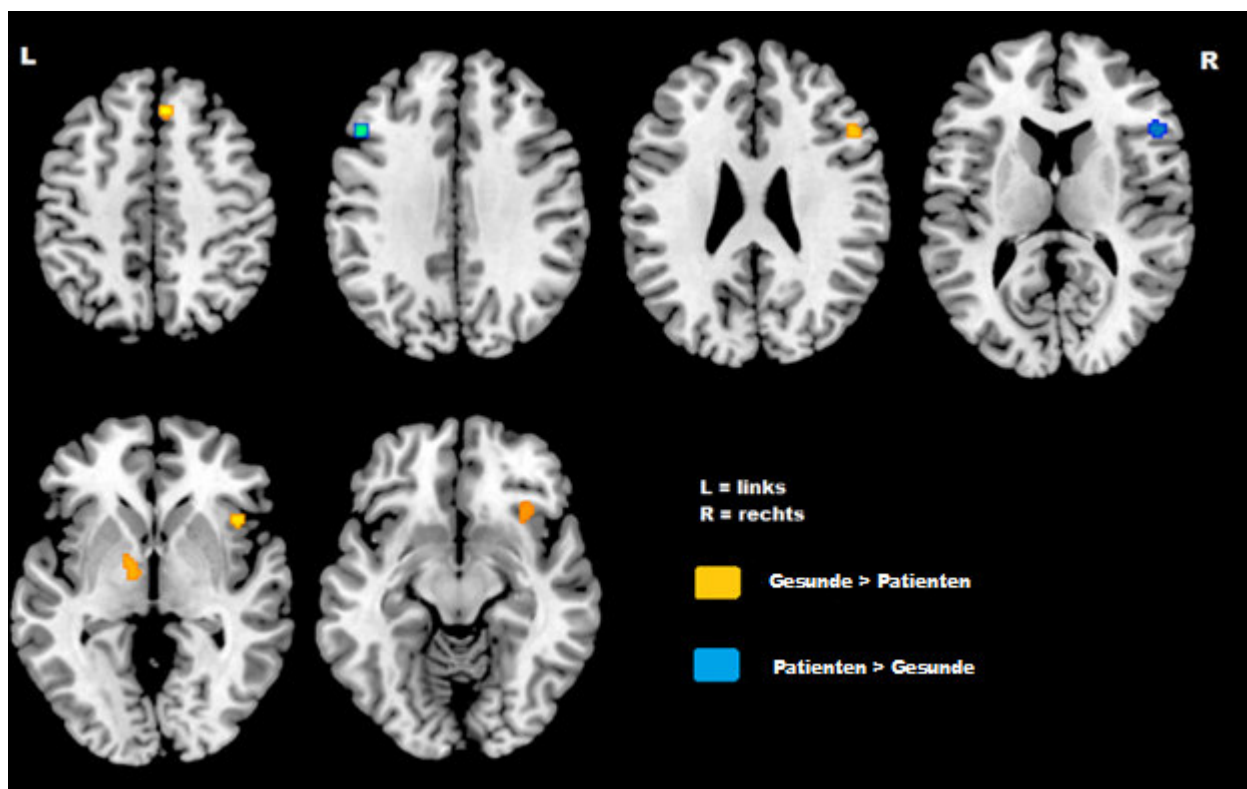 L
R
L = links
R = rechts
Gesunde > Patienten
Patienten > Gesunde